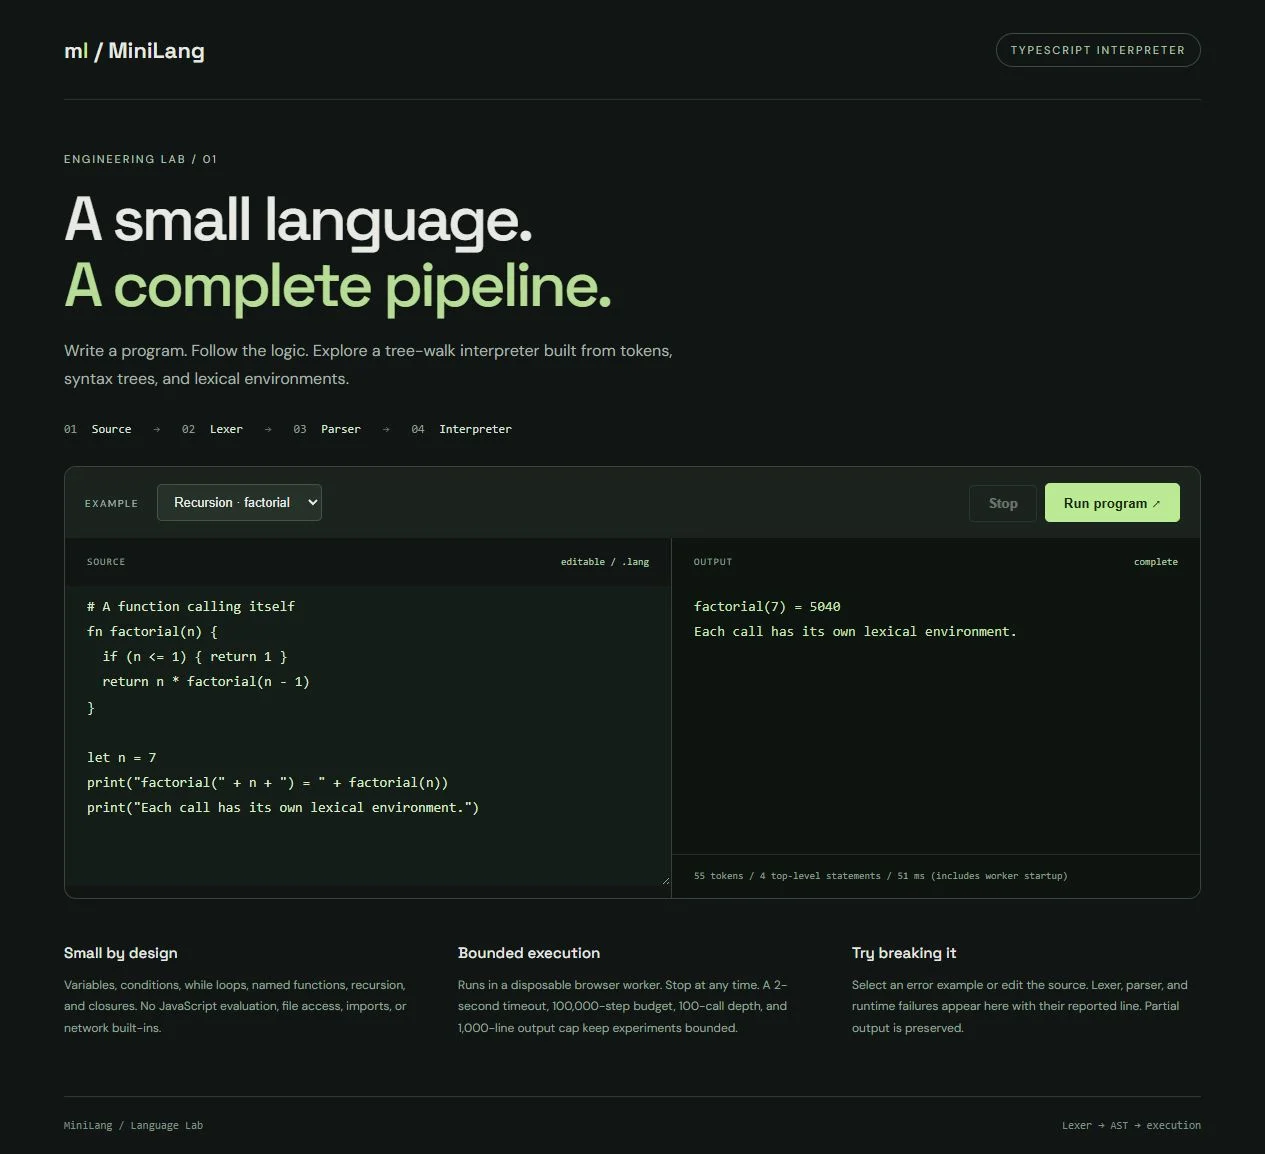 ml / MiniLang
TYPESCRIPT INTERPRETER
ENGINEERING LAB / 01
A small language.
A complete pipeline.
Write a program. Follow the logic. Explore a tree-walk interpreter built from tokens,
syntax trees, and lexical environments.
01 Source → 02 Lexer → 03 Parser → 04 Interpreter
EXAMPLE
Recursion · factorial
Stop
Run program ↗
SOURCE
editable / .lang
# A function calling itself
fn factorial(n) {
  if (n <= 1) { return 1 }
  return n * factorial(n - 1)
}

let n = 7
print("factorial(" + n + ") = " + factorial(n))
print("Each call has its own lexical environment.")
OUTPUT
complete
factorial(7) = 5040
Each call has its own lexical environment.
55 tokens / 4 top-level statements / 51 ms (includes worker startup)
Small by design
Variables, conditions, while loops, named functions, recursion,
and closures. No JavaScript evaluation, file access, imports, or
network built-ins.
Bounded execution
Runs in a disposable browser worker. Stop at any time. A 2-
second timeout, 100,000-step budget, 100-call depth, and
1,000-line output cap keep experiments bounded.
Try breaking it
Select an error example or edit the source. Lexer, parser, and
runtime failures appear here with their reported line. Partial
output is preserved.
MiniLang / Language Lab
Lexer → AST → execution